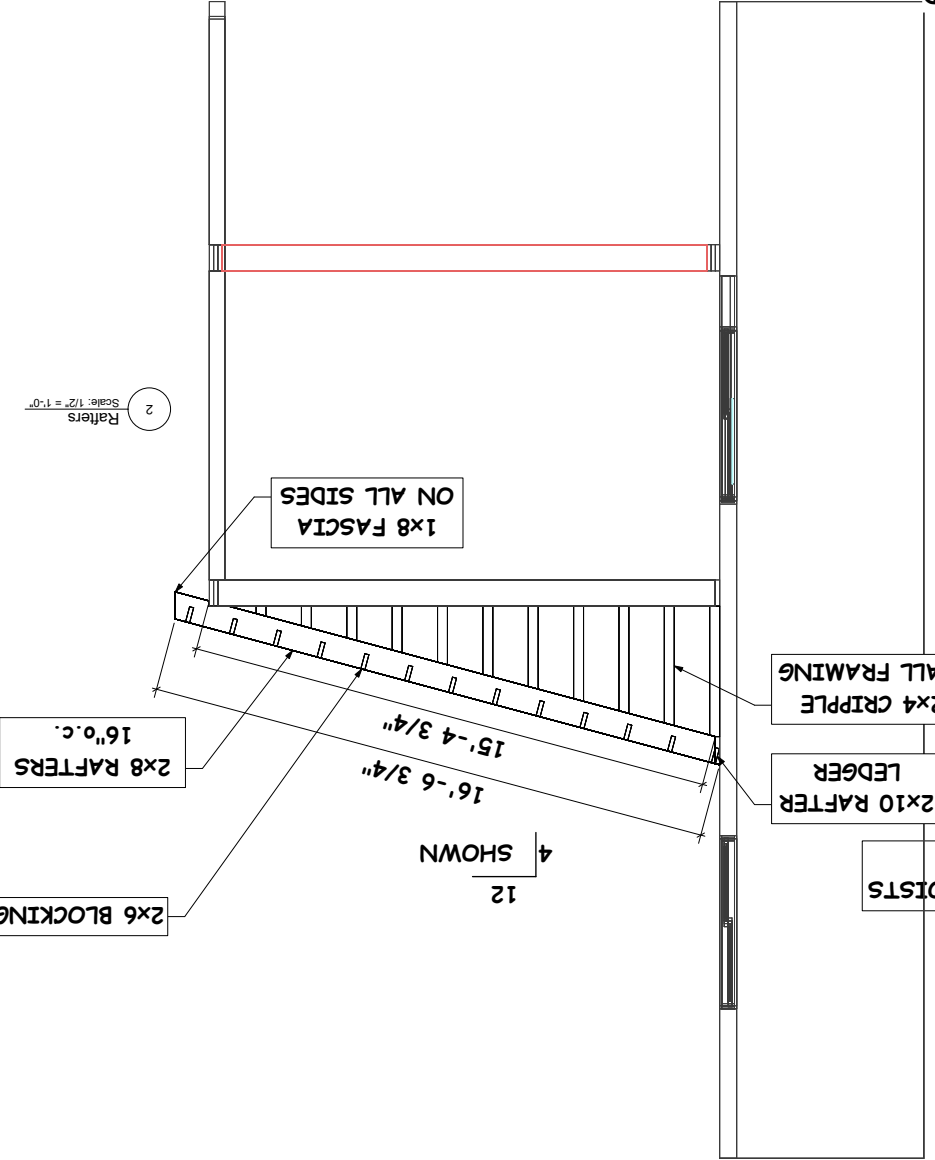 2x6 BLOCKING
OISTS
12
4 SHOWN
2x10 RAFTER
LEDGER
16'-6 3/4"
15'-4 3/4"
2x8 RAFTERS
16"o.c.
2x4 CRIPPLE
ALL FRAMING
1x8 FASCIA
ON ALL SIDES
2
Rafters
Scale: 1/2" = 1'-0"